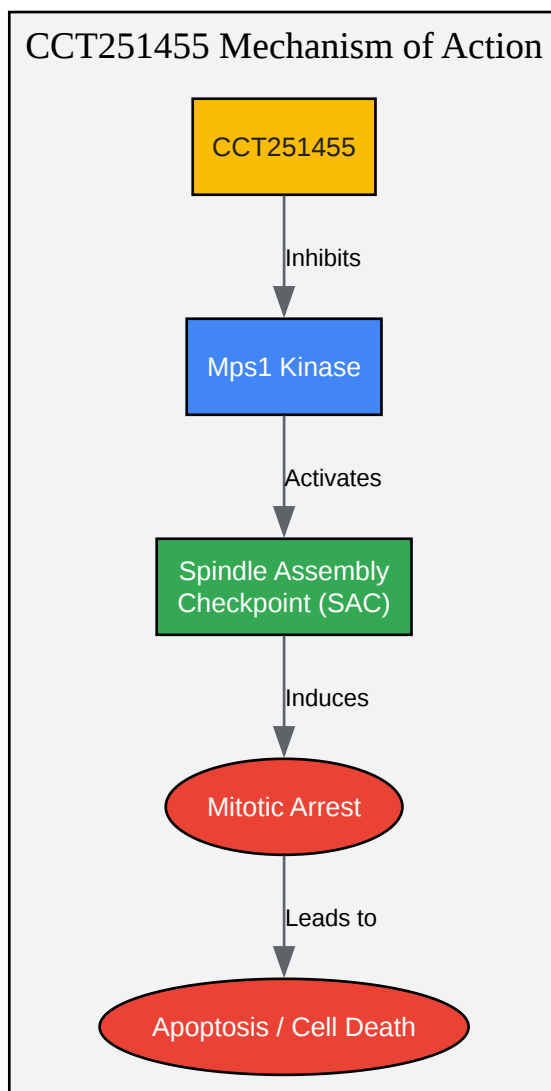 CCT251455 Mechanism of Action
CCT251455
Inhibits
Mps1 Kinase
Activates
Spindle Assembly
Checkpoint (SAC)
Induces
Mitotic Arrest
Leads to
Apoptosis / Cell Death